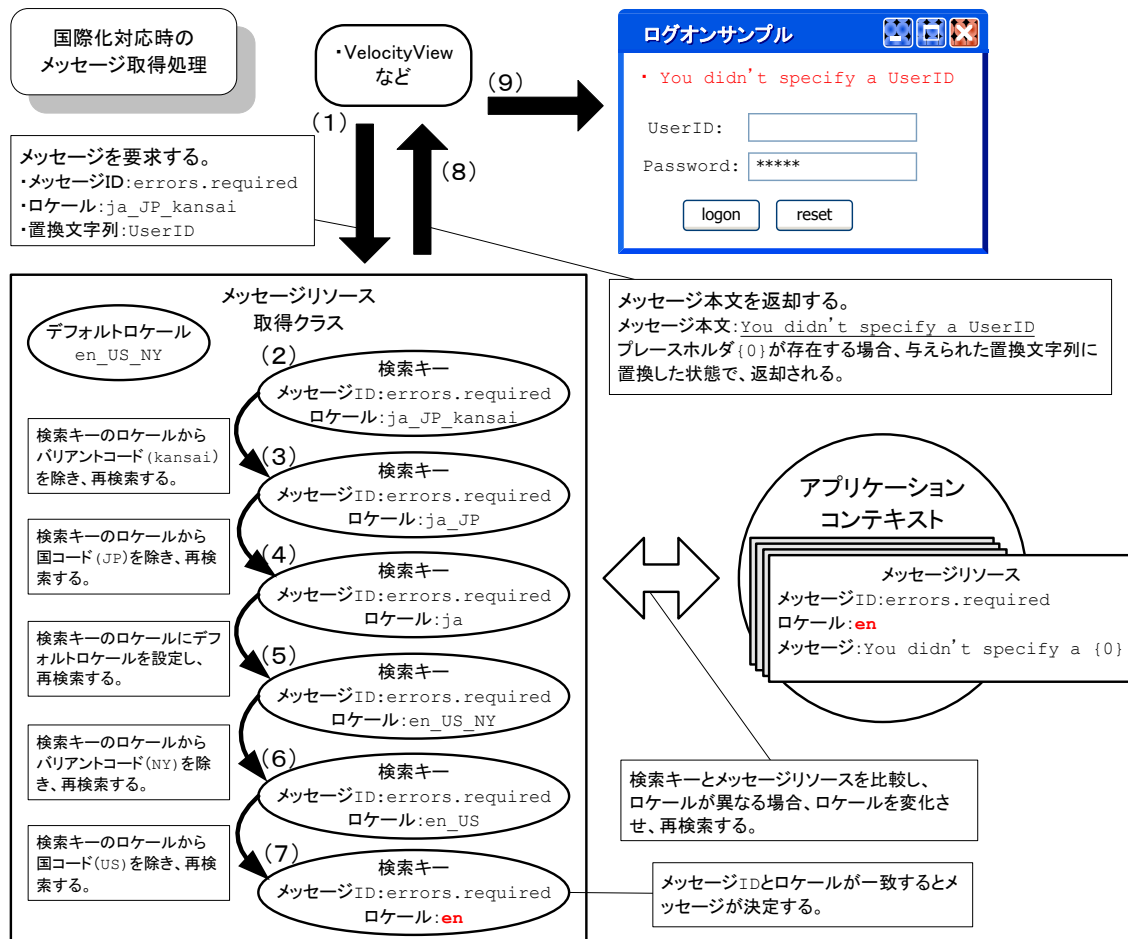 国際化対応時の
メッセージ取得処理
・VelocityView
など
(1)
(8)
(9)
ログオンサンプル
・ You didn't specify a UserID
UserID:
Password: *****
logon
reset
メッセージを要求する。
・メッセージID:errors.required
・ロケール:ja_JP_kansai
・置換文字列:UserID
メッセージ本文を返却する。
メッセージ本文:You didn't specify a UserID
プレースホルダ{0}が存在する場合、与えられた置換文字列に
置換した状態で、返却される。
メッセージリソース
取得クラス
デフォルトロケール
en_US_NY
(2)
検索キー
メッセージID:errors.required
ロケール:ja_JP_kansai
検索キーのロケールから
バリアントコード(kansai)
を除き、再検索する。
(3)
検索キー
メッセージID:errors.required
ロケール:ja_JP
検索キーのロケールから
国コード(JP)を除き、再検
索する。
(4)
検索キー
メッセージID:errors.required
ロケール:ja
検索キーのロケールにデフ
ォルトロケールを設定し、
再検索する。
(5)
検索キー
メッセージID:errors.required
ロケール:en_US_NY
検索キーのロケールから
バリアントコード(NY)を除
き、再検索する。
(6)
検索キー
メッセージID:errors.required
ロケール:en_US
検索キーのロケールから
国コード(US)を除き、再検
索する。
(7)
検索キー
メッセージID:errors.required
ロケール:en
アプリケーション
コンテキスト
メッセージリソース
メッセージID:errors.required
ロケール:en
メッセージ:You didn't specify a {0}
検索キーとメッセージリソースを比較し、
ロケールが異なる場合、ロケールを変化さ
せ、再検索する。
メッセージIDとロケールが一致するとメ
ッセージが決定する。